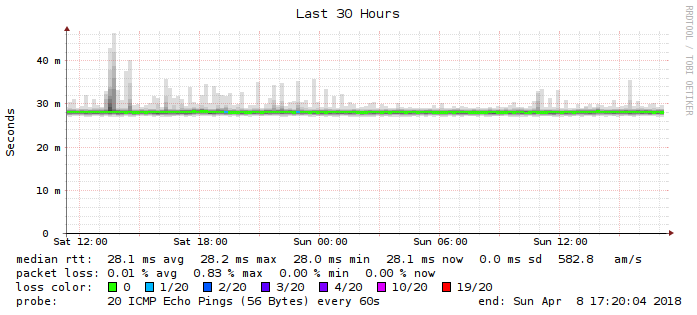 Last 30 Hours
RRDTOOL / TOBI OETIKER
Seconds
40 m
30 m
20 m
10 m
0
Sat 12:00 Sat 18:00 Sun 00:00 Sun 06:00 Sun 12:00
median rtt: 28.1 ms avg 28.2 ms max 28.0 ms min 28.1 ms now 0.0 ms sd 582.8 am/s
packet loss: 0.01 % avg 0.83 % max 0.00 % min 0.00 % now
loss color: 0 1/20 2/20 3/20 4/20 10/20 19/20
probe: 20 ICMP Echo Pings (56 Bytes) every 60s end: Sun Apr 8 17:20:04 2018